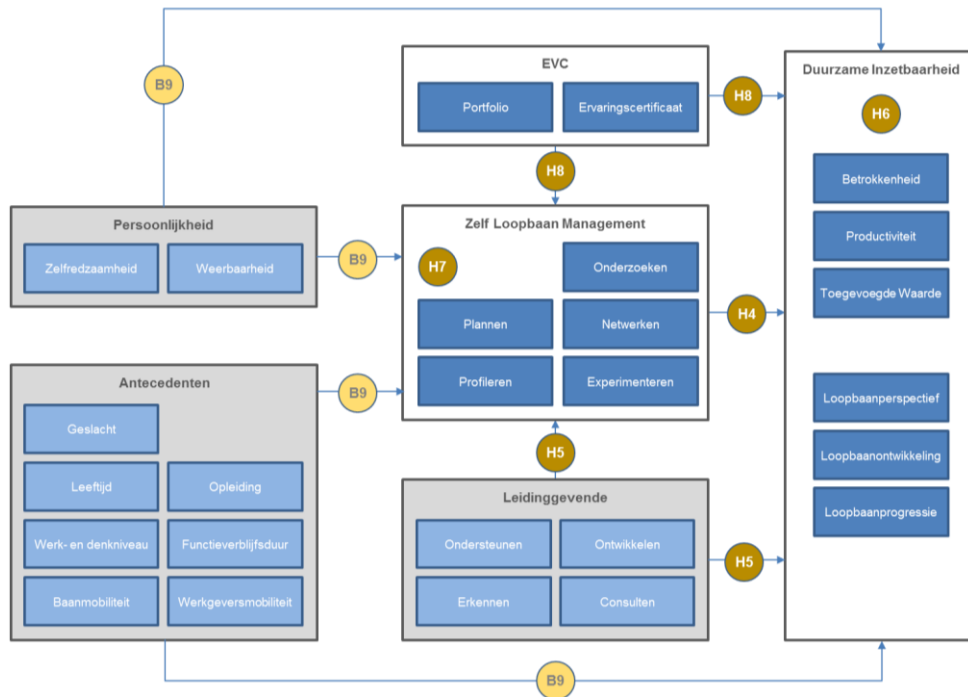 EVC
Portfolio
Ervaringscertificaat
B9
H8
Duurzame Inzetbaarheid
H6
Betrokkenheid
Productiviteit
Toegevoegde Waarde
Loopbaanperspectief
Loopbaanontwikkeling
Loopbaanprogressie
H8
Persoonlijkheid
Zelfredzaamheid
Weerbaarheid
B9
Zelf Loopbaan Management
H7
Onderzoeken
Plannen
Netwerken
Profileren
Experimenteren
H4
Antecedenten
Geslacht
Leeftijd
Opleiding
Werk- en denkniveau
Functieverblijfsduur
Baanmobiliteit
Werkgeversmobiliteit
B9
H5
Leidinggevende
Ondersteunen
Ontwikkelen
Erkennen
Consulten
H5
B9